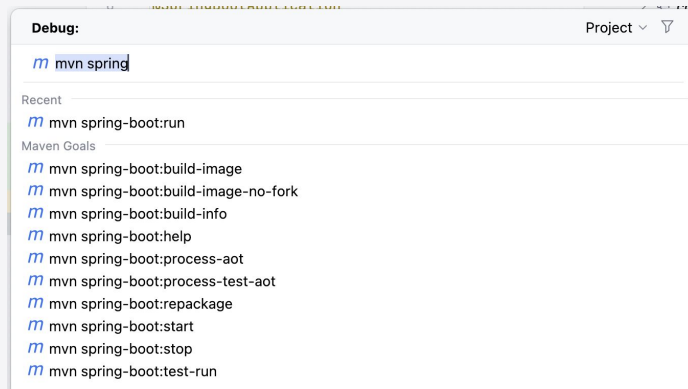 Debug:
Project
m mvn spring
Recent
m mvn spring-boot:run
Maven Goals
m mvn spring-boot:build-image
m mvn spring-boot:build-image-no-fork
m mvn spring-boot:build-info
m mvn spring-boot:help
m mvn spring-boot:process-aot
m mvn spring-boot:process-test-aot
m mvn spring-boot:repackage
m mvn spring-boot:start
m mvn spring-boot:stop
m mvn spring-boot:test-run